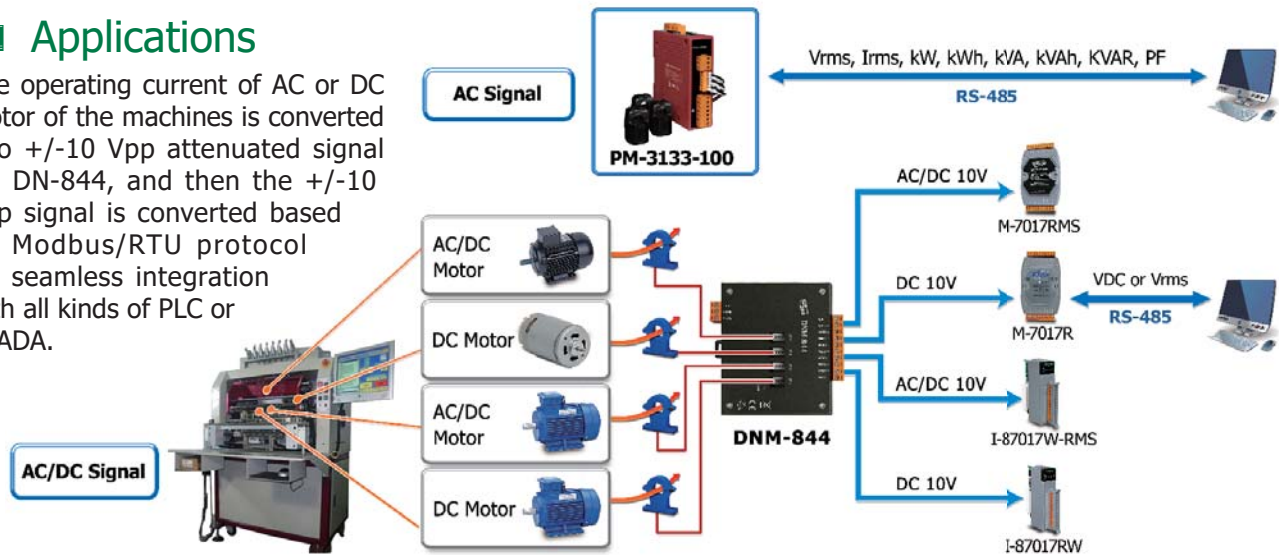 Applications
e operating current of AC or DC
otor of the machines is converted
o +/-10 Vpp attenuated signal
DN-844, and then the +/-10
p signal is converted based
Modbus/RTU protocol
seamless integration
h all kinds of PLC or
ADA.
AC Signal
PM-3133-100
Vrms, Irms, kW, kWh, kVA, kVAh, KVAR, PF
RS-485
AC/DC
Motor
DC Motor
AC/DC
Motor
DC Motor
AC/DC Signal
DNM-844
AC/DC 10V
M-7017RMS
DC 10V
M-7017R
VDC or Vrms
RS-485
AC/DC 10V
I-87017W-RMS
DC 10V
I-87017RW